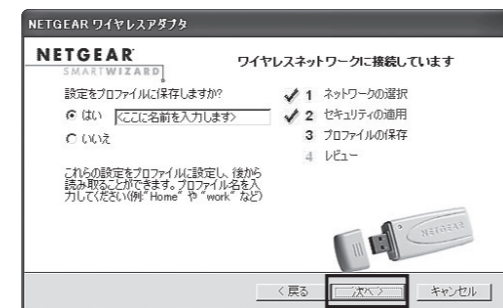 NETGEAR ワイヤレスアダプタ
NETGEAR
SMARTWIZARD
ワイヤレスネットワークに接続しています
設定をプロファイルに保存しますか?
はい
<ここに名前を入力します>
いいえ
これらの設定をプロファイルに設定し、後から
読み取ることができます。プロファイル名を入
力してください(例:"Home" や "work" など)
1 ネットワークの選択
2 セキュリティの適用
3 プロファイルの保存
4 レビュー
NETGEAR
< 戻る
次へ >
キャンセル